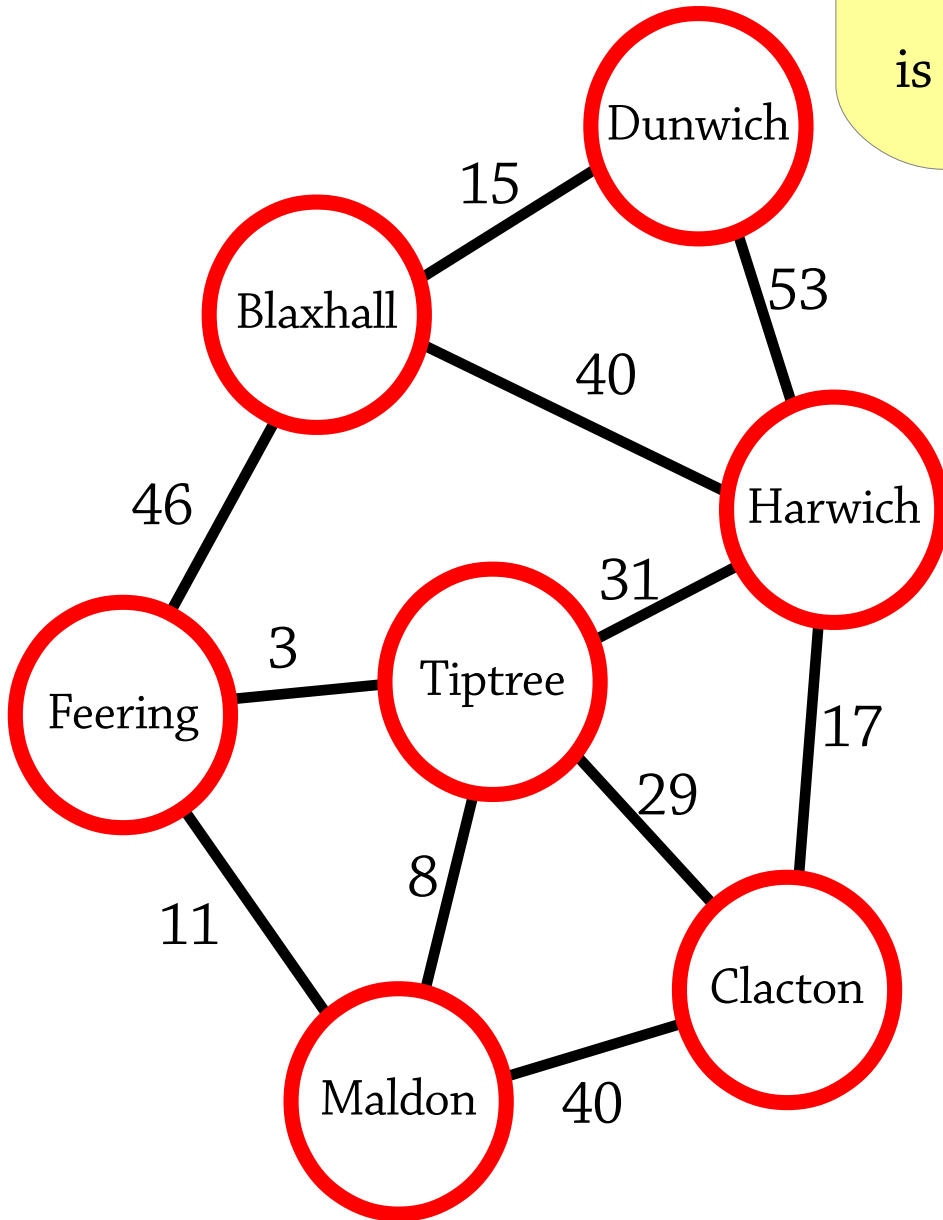 is
Dunwich
15
53
Blaxhall
40
46
Harwich
31
3
Tiptree
Feering
17
29
8
11
Clacton
Maldon
40